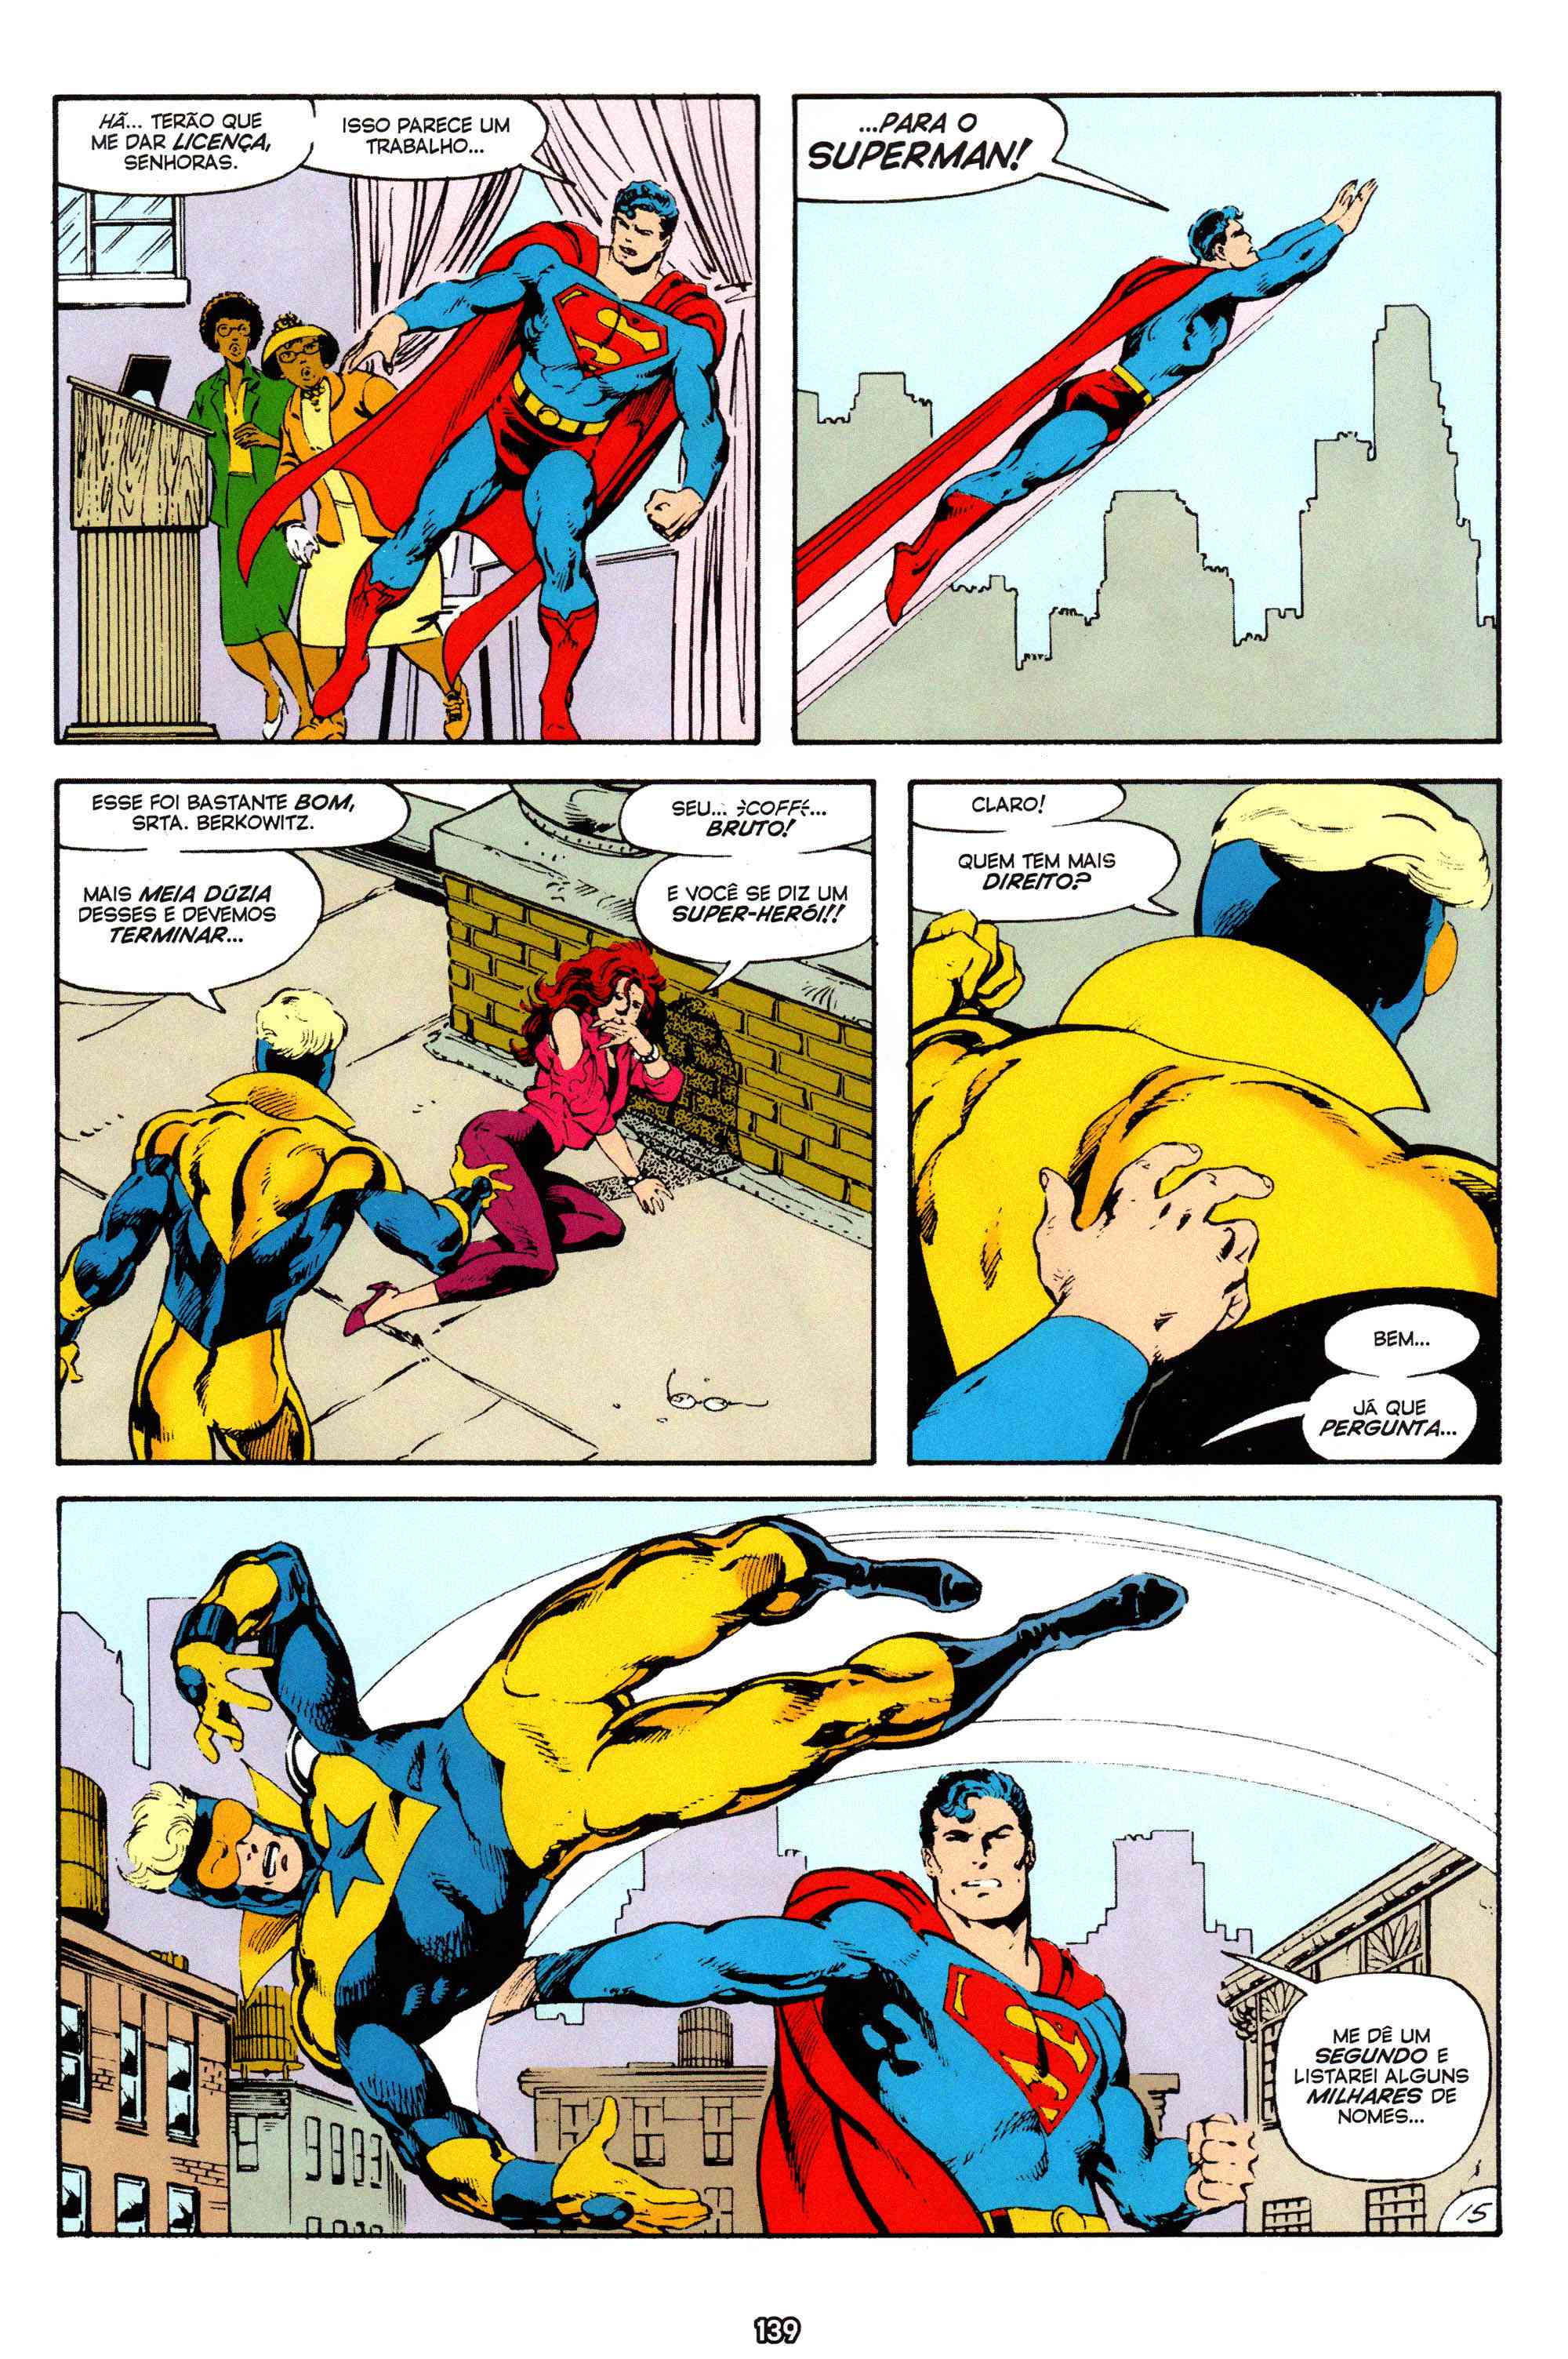 HÃ... TERÃO QUE
ME DAR LICENÇA,
SENHORAS.
ISSO PARECE UM
TRABALHO...
...PARA O
SUPERMAN!
ESSE FOI BASTANTE BOM,
SRTA. BERKOWITZ.
MAIS MEIA DÚZIA
DESSES E DEVEMOS
TERMINAR...
SEU... COFF...
BRUTO!
E VOCÊ SE DIZ UM
SUPER-HERÓI!!
CLARO!
QUEM TEM MAIS
DIREITO?
BEM...
JÁ QUE
PERGUNTA...
ME DÊ UM
SEGUNDO E
LISTAREI ALGUNS
MILHARES DE
NOMES...
15
139